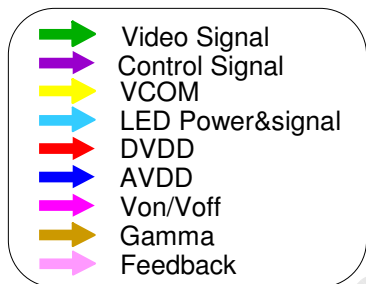 Video Signal
Control Signal
VCOM
LED Power&signal
DVDD
AVDD
Von/Voff
Gamma
Feedback